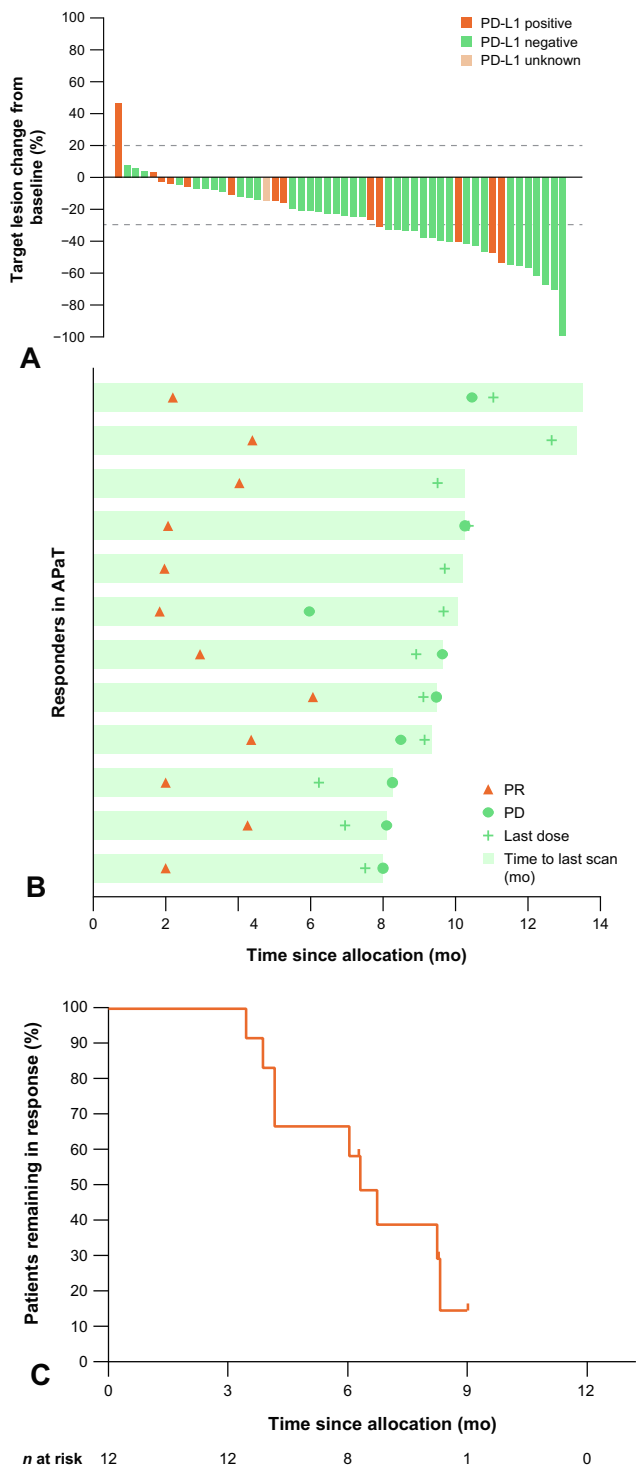 100
80
60
40
20
0
−20
−40
−60
−80
−100
Target lesion change from
baseline (%)
PD-L1 positive
PD-L1 negative
PD-L1 unknown
A
Responders in APaT
PR
PD
Last dose
Time to last scan
(mo)
B
0 2 4 6 8 10 12 14
Time since allocation (mo)
100
90
80
70
60
50
40
30
20
10
0
Patients remaining in response (%)
C
0 3 6 9 12
Time since allocation (mo)
n at risk 12 12 8 1 0